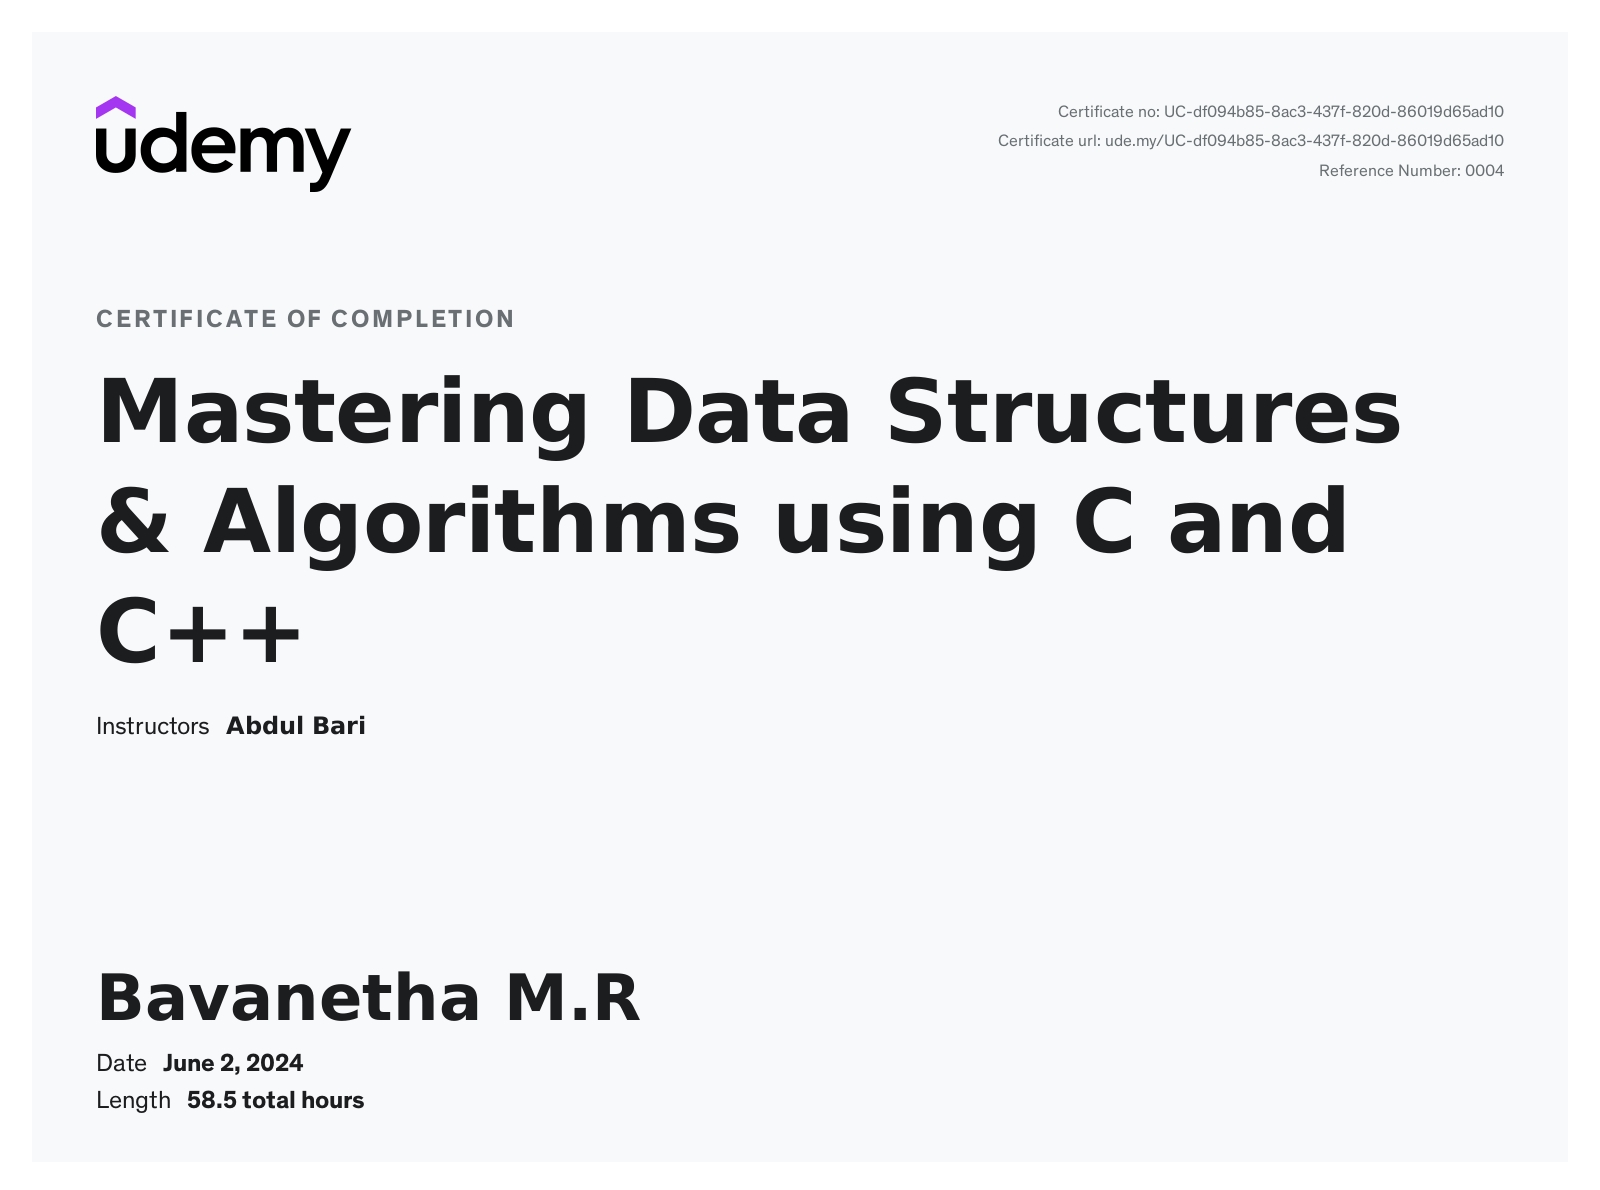 udemy
Certificate no: UC-df094b85-8ac3-437f-820d-86019d65ad10
Certificate url: ude.my/UC-df094b85-8ac3-437f-820d-86019d65ad10
Reference Number: 0004
CERTIFICATE OF COMPLETION
Mastering Data Structures
& Algorithms using C and
C++
Instructors Abdul Bari
Bavanetha M.R
Date June 2, 2024
Length 58.5 total hours